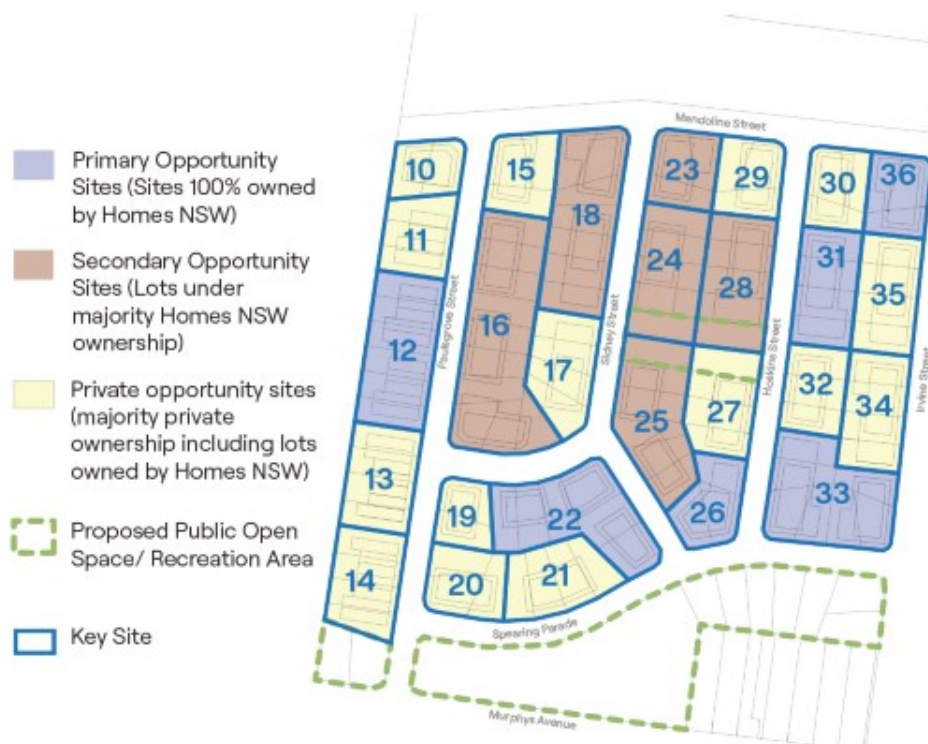 Primary Opportunity
Sites (Sites 100% owned
by Homes NSW)
Secondary Opportunity
Sites (Lots under
majority Homes NSW
ownership)
Private opportunity sites
(majority private
ownership including lots
owned by Homes NSW)
Proposed Public Open
Space/ Recreation Area
Key Site
Mendoline Street
10
15
18
23
29
30
36
11
24
28
31
35
Paulsgrove Street
12
16
17
Sidney Street
Hoskins Street
Irvine Street
25
27
32
34
13
19
22
26
33
14
20
21
Spearing Parade
Murphys Avenue